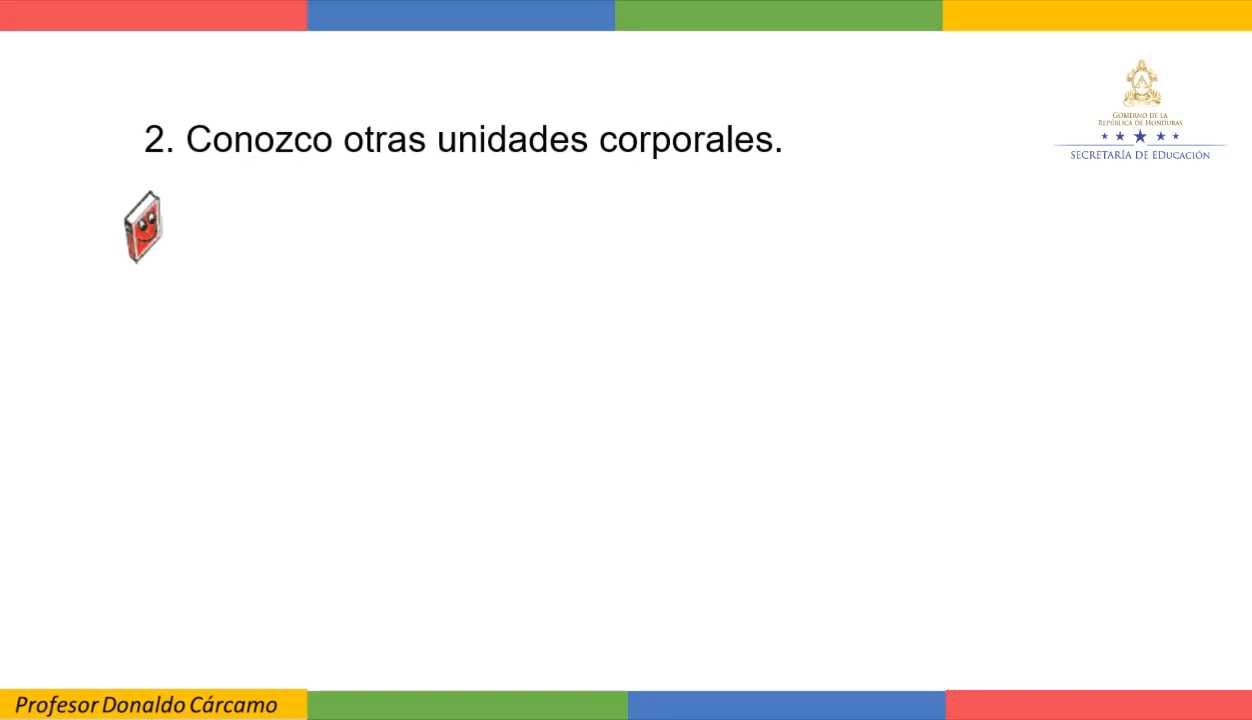 2. Conozco otras unidades corporales.
GOBIERNO DE LA
REPÚBLICA DE HONDURAS
SECRETARÍA DE EDUCACIÓN
Profesor Donaldo Cárcamo